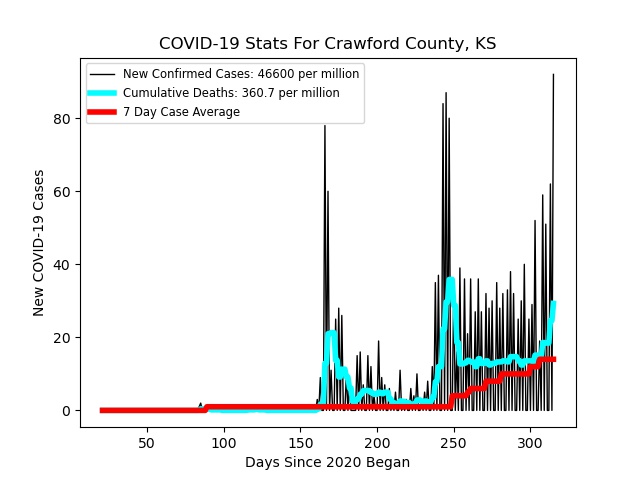 COVID-19 Stats For Crawford County, KS
New Confirmed Cases: 46600 per million
Cumulative Deaths: 360.7 per million
7 Day Case Average
New COVID-19 Cases
80
60
40
20
0
50 100 150 200 250 300
Days Since 2020 Began